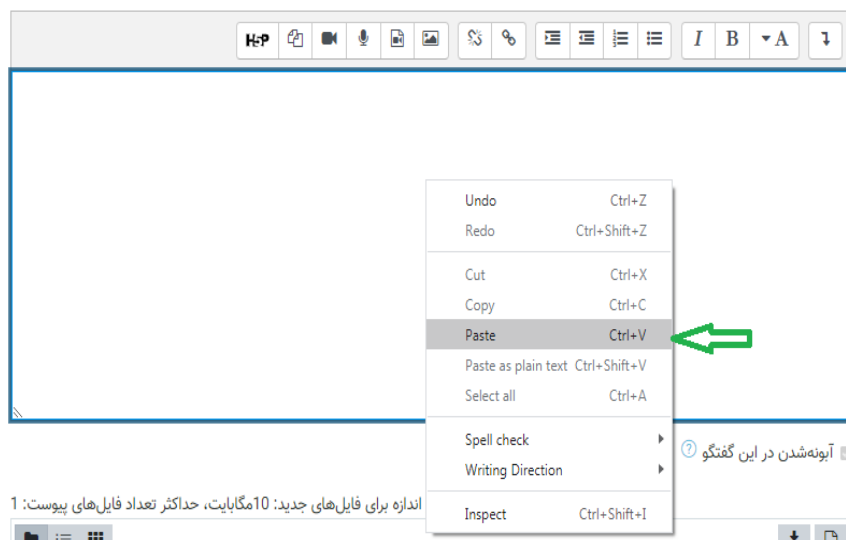 H5P I B A
Undo Ctrl+Z
Redo Ctrl+Shift+Z
Cut Ctrl+X
Copy Ctrl+C
Paste Ctrl+V
Paste as plain text Ctrl+Shift+V
Select all Ctrl+A
Spell check
Writing Direction
Inspect Ctrl+Shift+I
آبونه‌شدن در این گفتگو ?
اندازه برای فایل‌های جدید: 10مگابایت، حداکثر تعداد فایل‌های پیوست: 1